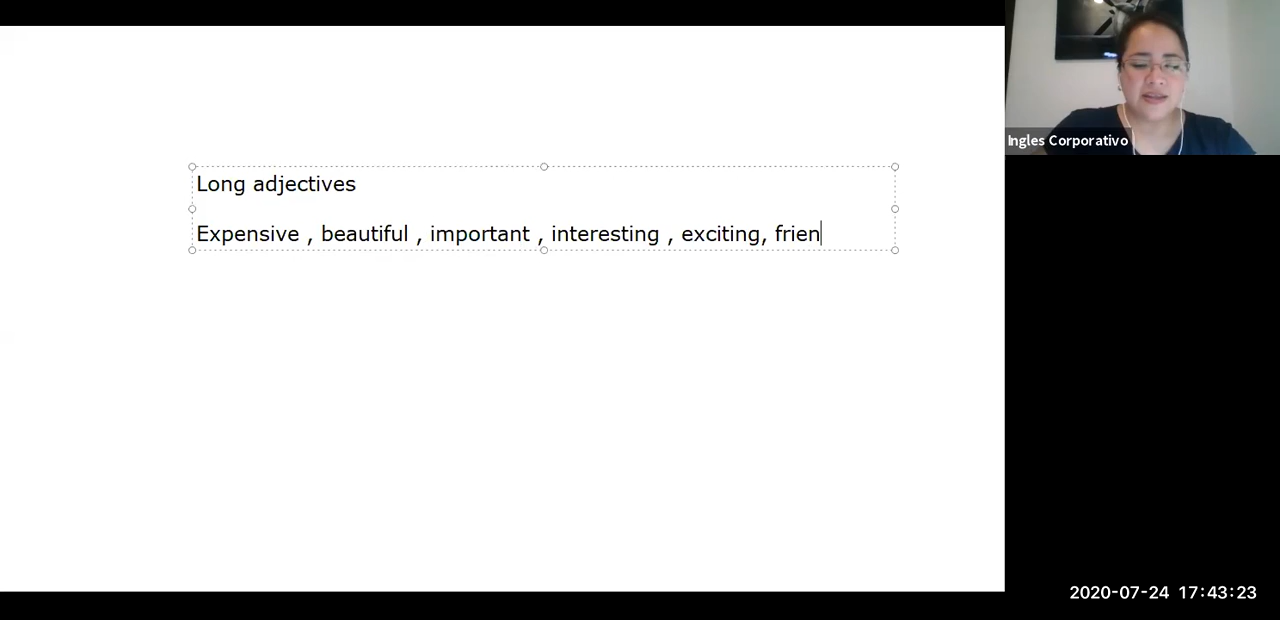 Long adjectives
Expensive , beautiful , important , interesting , exciting, frien
Ingles Corporativo
2020-07-24 17:43:23